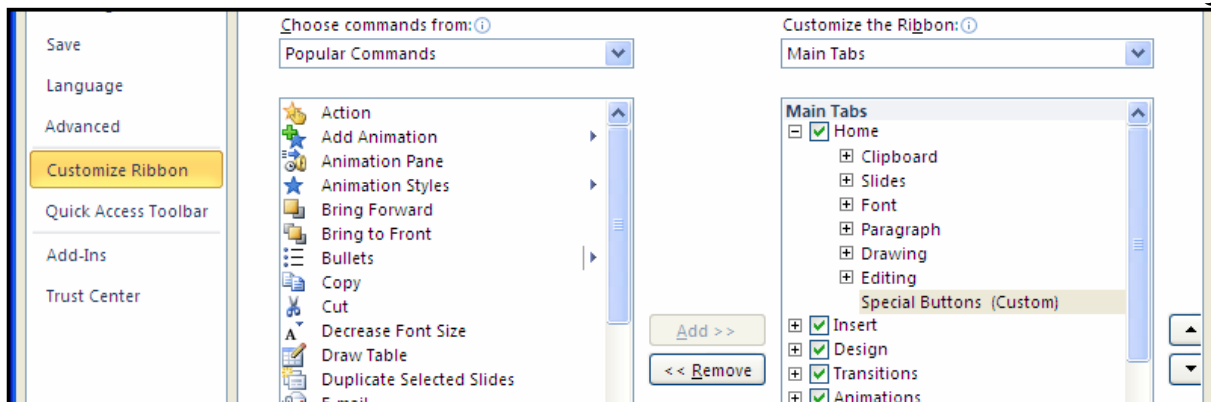 Choose commands from:
Popular Commands
Customize the Ribbon:
Main Tabs
Save
Language
Advanced
Customize Ribbon
Quick Access Toolbar
Add-Ins
Trust Center
Action
Add Animation
Animation Pane
Animation Styles
Bring Forward
Bring to Front
Bullets
Copy
Cut
Decrease Font Size
Draw Table
Duplicate Selected Slides
E-mail
Add >>
<< Remove
Main Tabs
Home
Clipboard
Slides
Font
Paragraph
Drawing
Editing
Special Buttons (Custom)
Insert
Design
Transitions
Animations